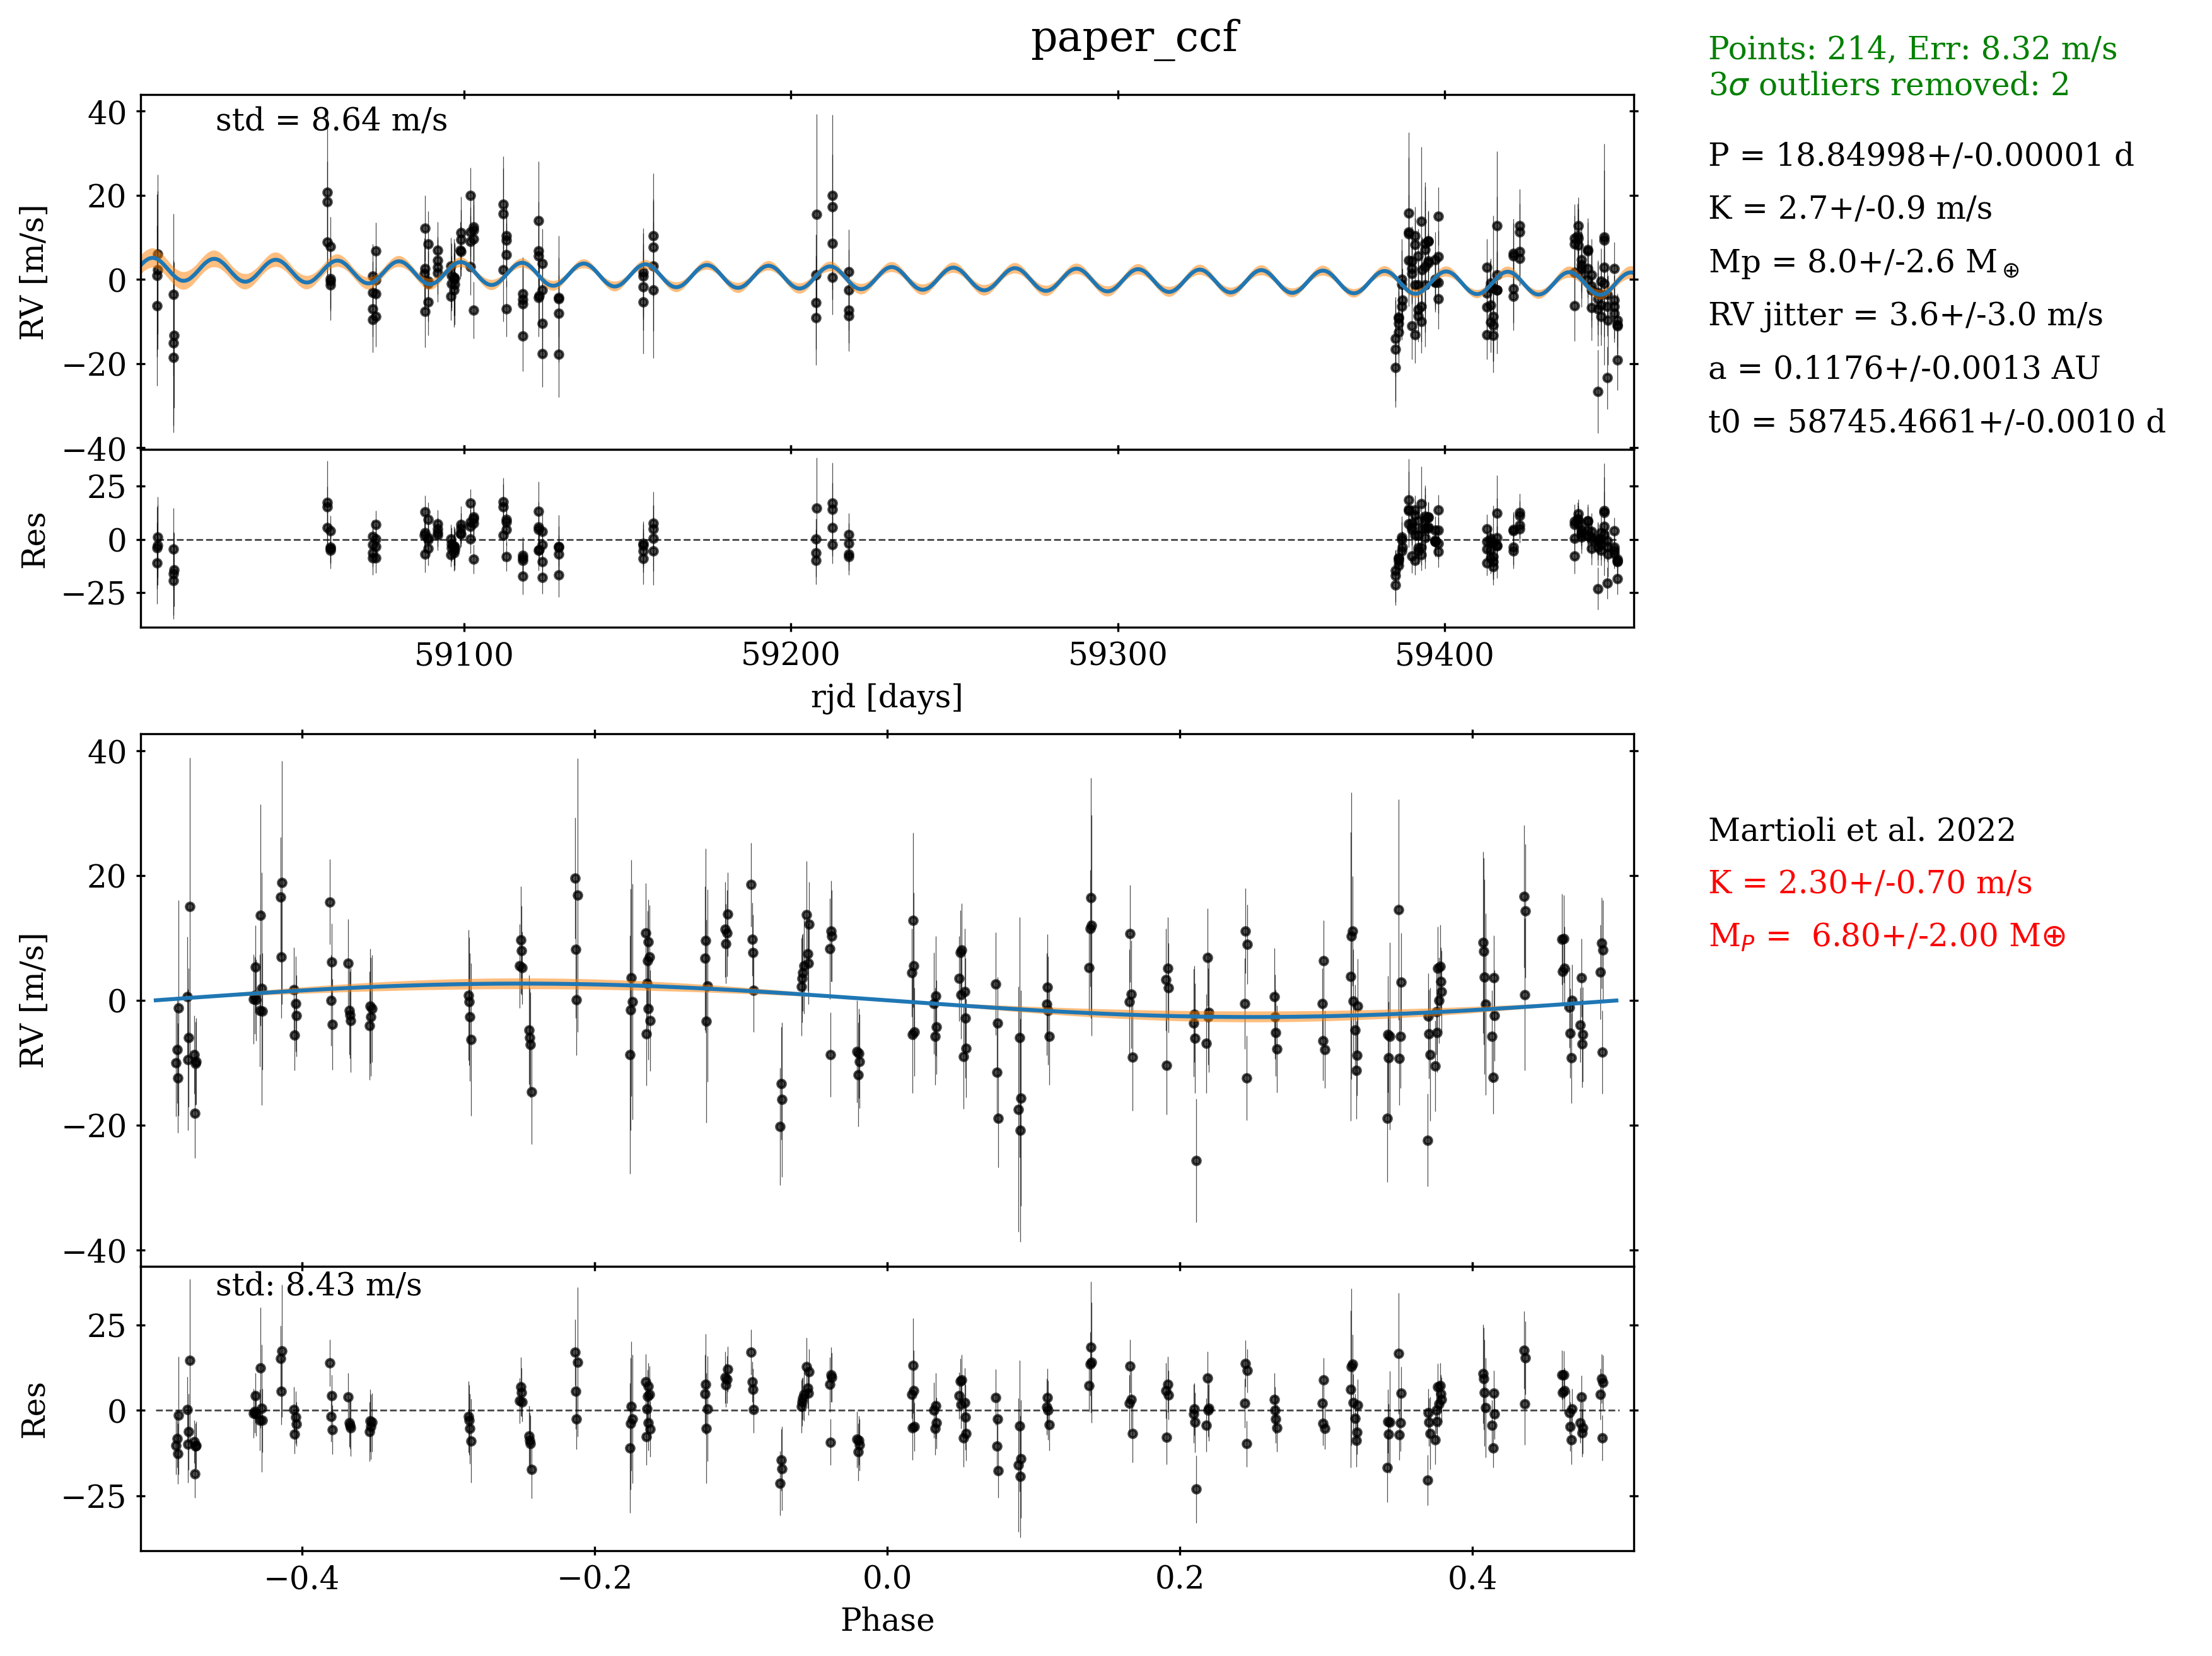 paper_ccf
Points: 214, Err: 8.32 m/s
3σ outliers removed: 2
P = 18.84998+/-0.00001 d
K = 2.7+/-0.9 m/s
Mp = 8.0+/-2.6 M⊕
RV jitter = 3.6+/-3.0 m/s
a = 0.1176+/-0.0013 AU
t0 = 58745.4661+/-0.0010 d
std = 8.64 m/s
RV [m/s]
40
20
0
−20
−40
Res
25
0
−25
59100 59200 59300 59400
rjd [days]
Martioli et al. 2022
K = 2.30+/-0.70 m/s
M_P = 6.80+/-2.00 M⊕
RV [m/s]
40
20
0
−20
−40
std: 8.43 m/s
Res
25
0
−25
−0.4 −0.2 0.0 0.2 0.4
Phase